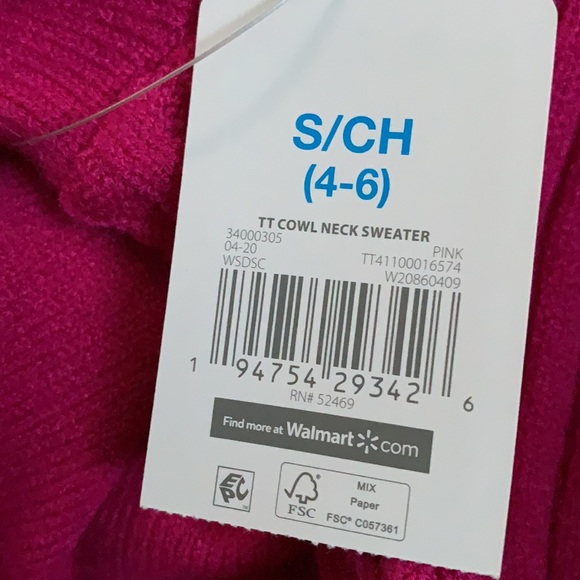 S/CH
(4-6)
TT COWL NECK SWEATER
34000305 PINK
04-20 TT41100016574
WSDSC W20860409
1 94754 29342 6
RN# 52469
Find more at Walmart.com
EPC
FSC
MIX
Paper
FSC® C057361